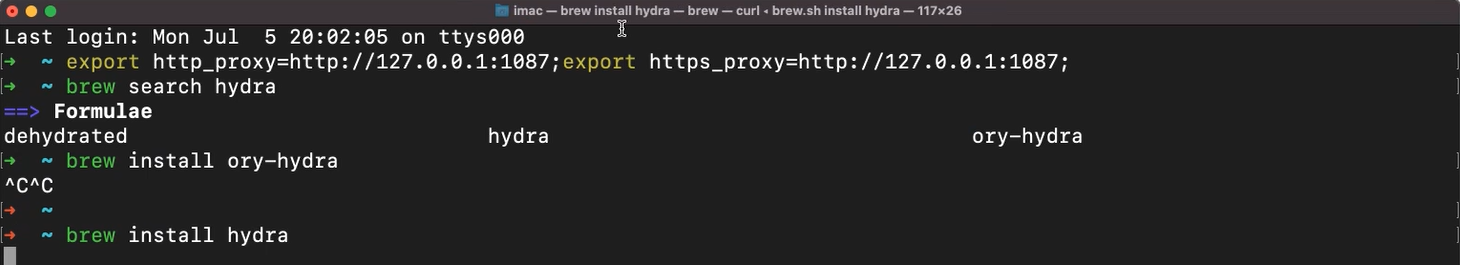 imac — brew install hydra — brew — curl ◂ brew.sh install hydra — 117×26
Last login: Mon Jul  5 20:02:05 on ttys000
➜  ~ export http_proxy=http://127.0.0.1:1087;export https_proxy=http://127.0.0.1:1087;
➜  ~ brew search hydra
==> Formulae
dehydrated hydra ory-hydra
➜  ~ brew install ory-hydra
^C^C
➜  ~
➜  ~ brew install hydra